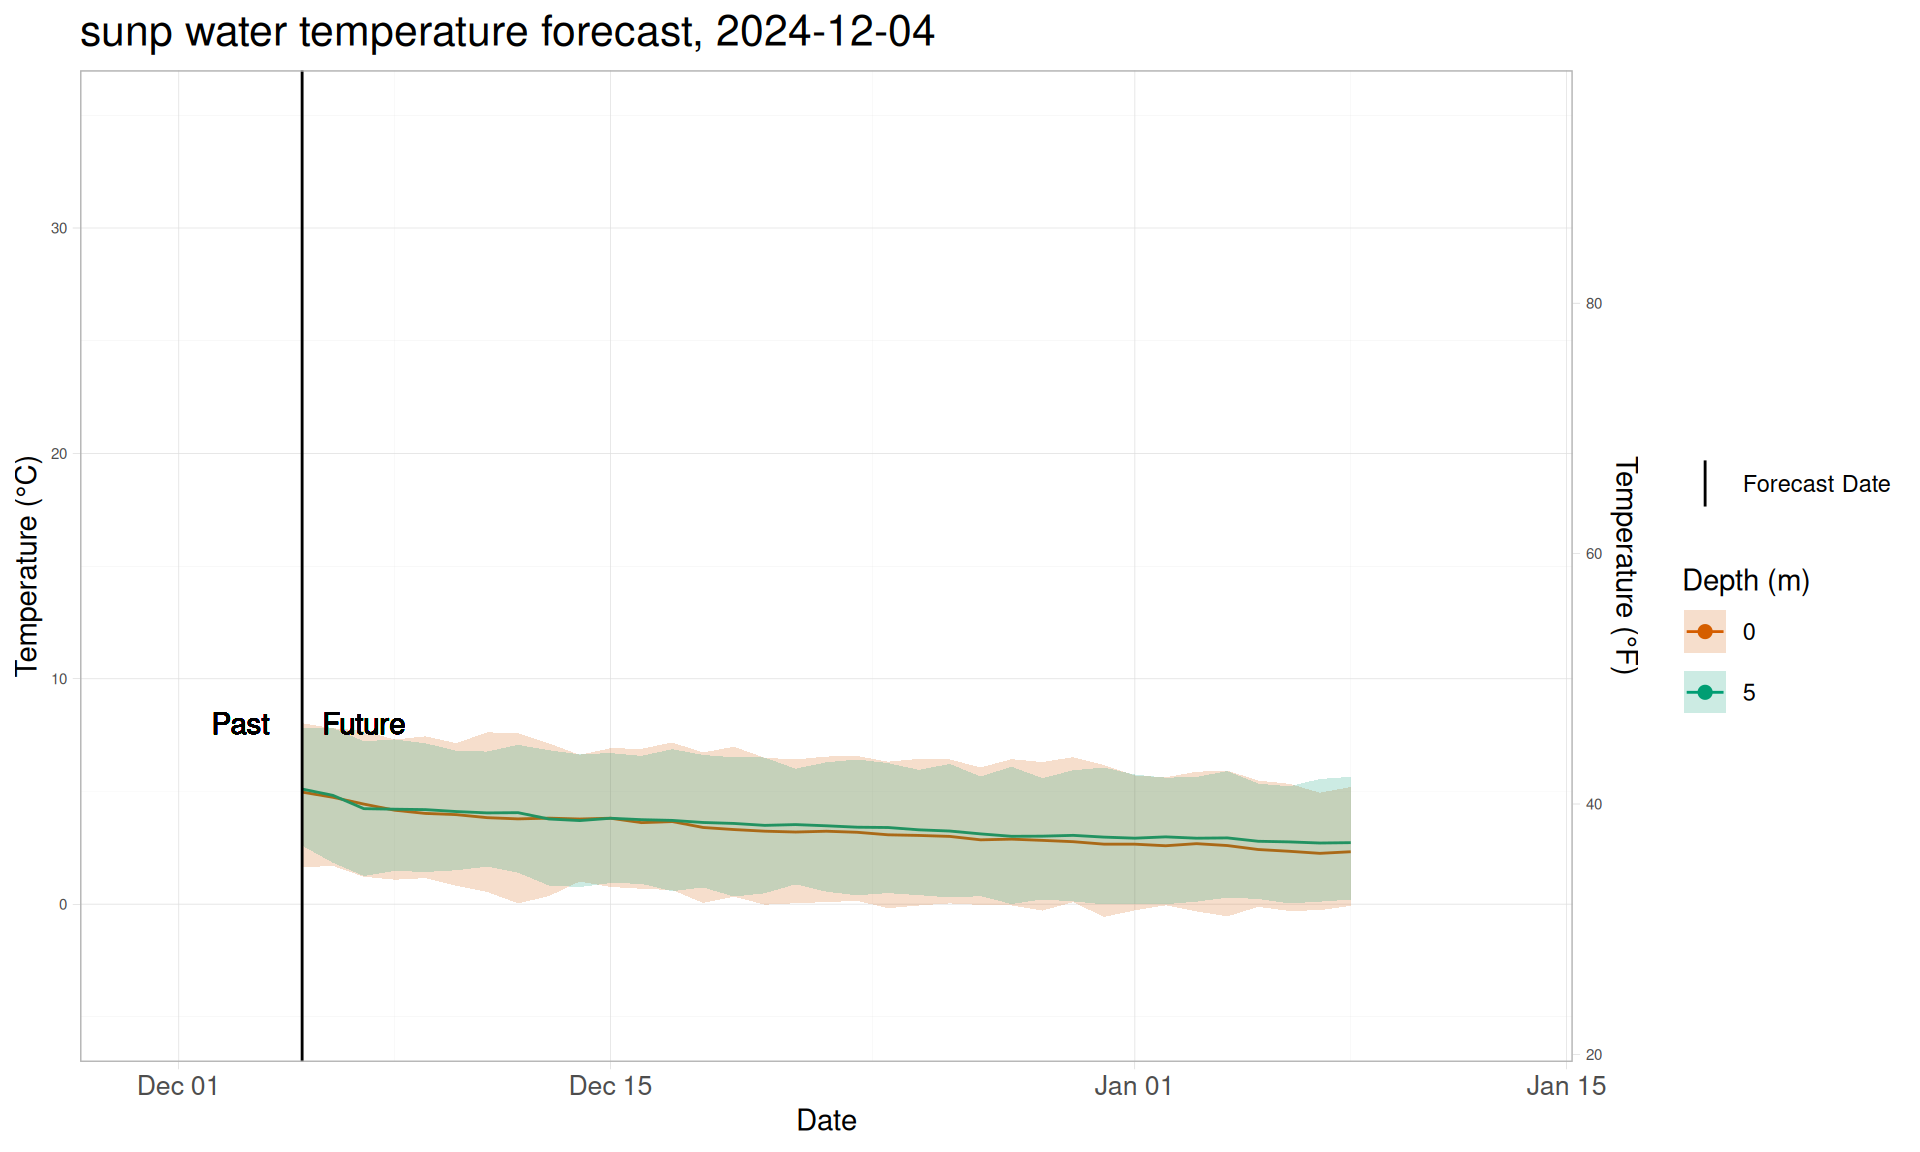 sunp water temperature forecast, 2024-12-04
Temperature (°C)
30
20
10
0
Past
Future
80
60
40
20
Temperature (°F)
Dec 01
Dec 15
Jan 01
Jan 15
Date
Forecast Date
Depth (m)
0
5